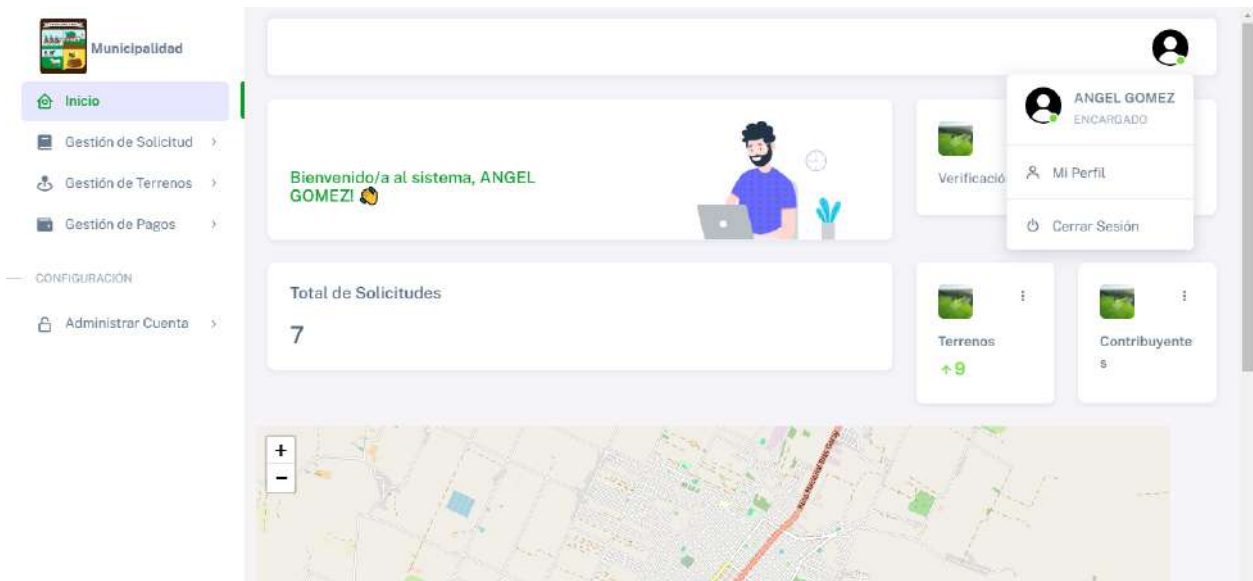 Municipalidad
Inicio
Gestión de Solicitud
Gestión de Terrenos
Gestión de Pagos
CONFIGURACIÓN
Administrar Cuenta
ANGEL GOMEZ
ENCARGADO
Mi Perfil
Cerrar Sesión
Bienvenido/a al sistema, ANGEL
GOMEZ!
Verificació
Total de Solicitudes
7
Terrenos
9
Contribuyente
s
+
−